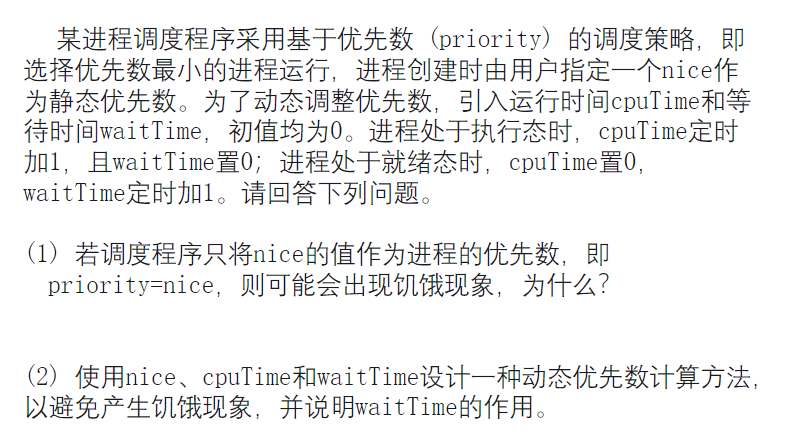 某进程调度程序采用基于优先数 (priority) 的调度策略, 即
选择优先数最小的进程运行, 进程创建时由用户指定一个nice作
为静态优先数。为了动态调整优先数, 引入运行时间cpuTime和等
待时间waitTime, 初值均为0。进程处于执行态时, cpuTime定时
加1, 且waitTime置0; 进程处于就绪态时, cpuTime置0,
waitTime定时加1。请回答下列问题。
(1) 若调度程序只将nice的值作为进程的优先数, 即
priority=nice, 则可能会出现饥饿现象, 为什么?
(2) 使用nice、cpuTime和waitTime设计一种动态优先数计算方法,
以避免产生饥饿现象, 并说明waitTime的作用。